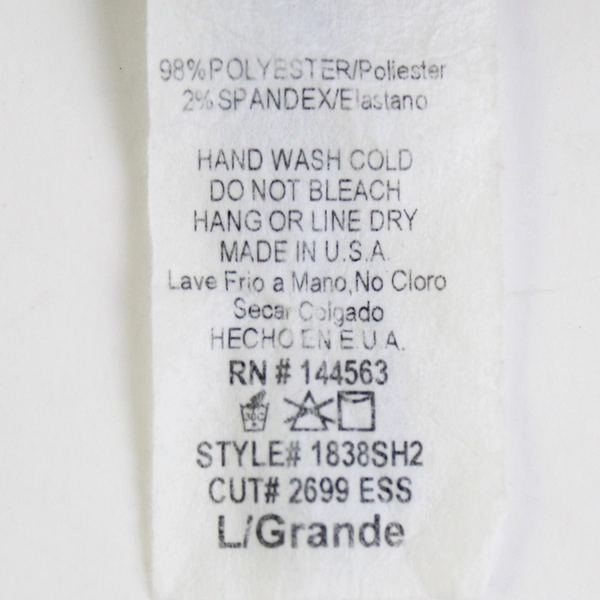 98%POLYESTER/Poliester
2%SPANDEX/Elastano
HAND WASH COLD
DO NOT BLEACH
HANG OR LINE DRY
MADE IN U.S.A.
Lave Frio a Mano,No Cloro
Secar Colgado
HECHO EN E.U.A.
RN # 144563
30C
STYLE# 1838SH2
CUT# 2699 ESS
L/Grande